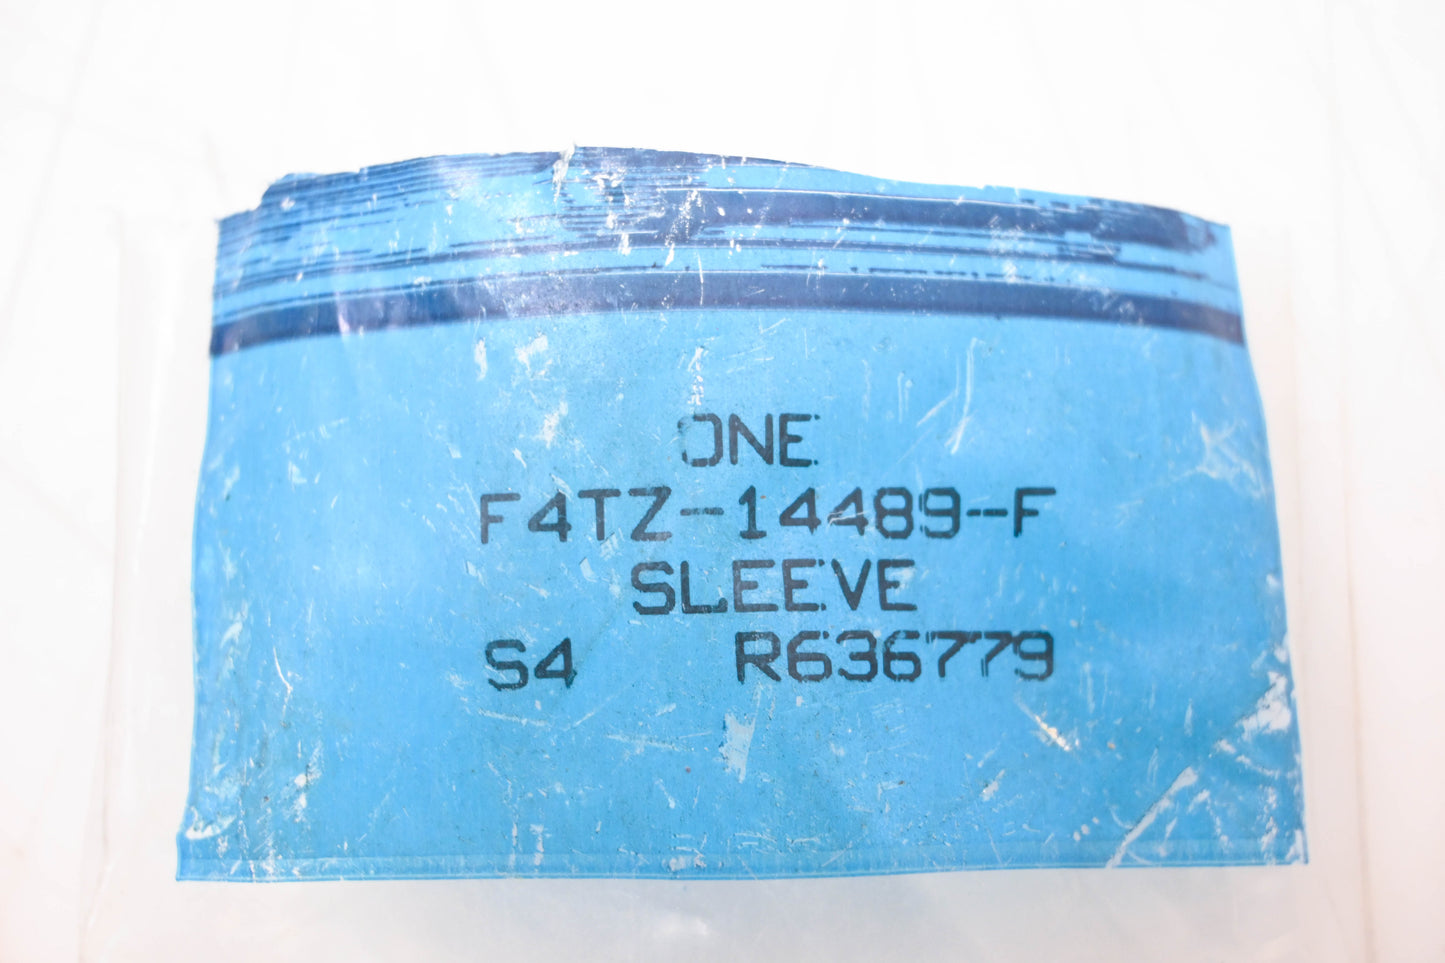 ONE
F4TZ-14489-F
SLEEVE
S4 R636779